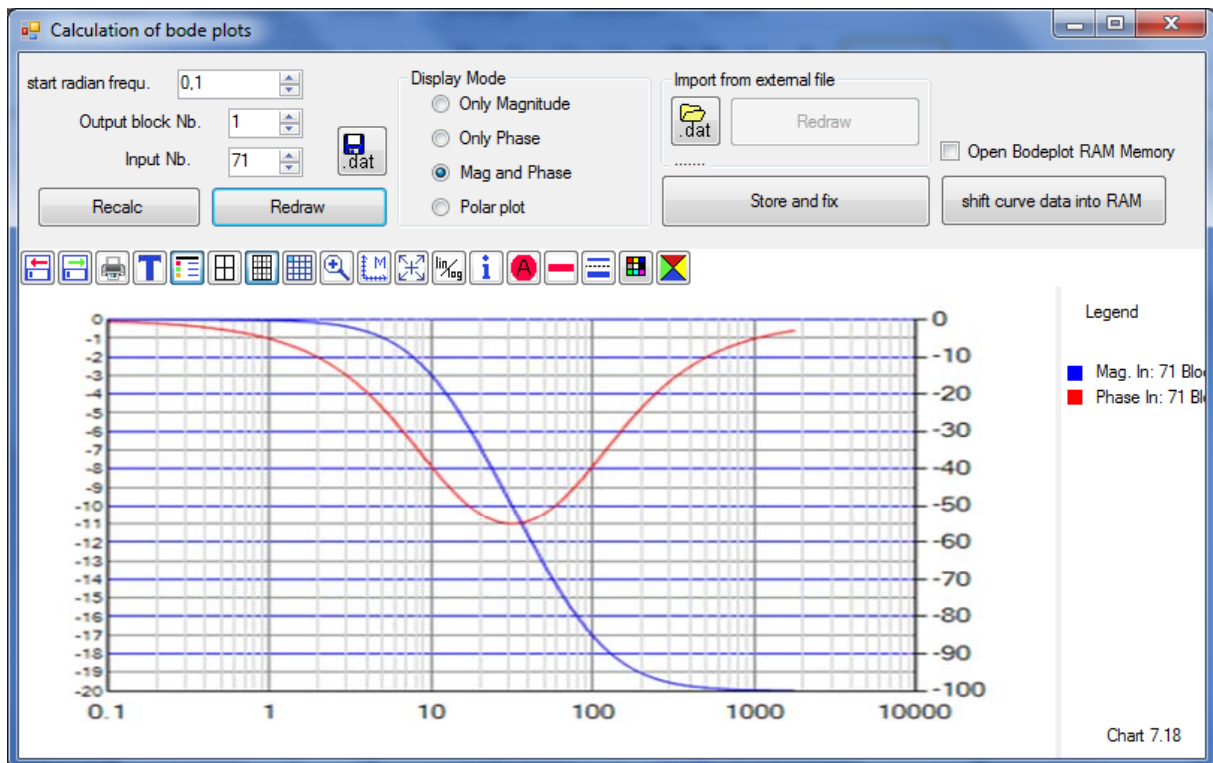 Calculation of bode plots
start radian frequ. 0,1
Output block Nb. 1
Input Nb. 71
.dat
Recalc Redraw
Display Mode
Only Magnitude
Only Phase
Mag and Phase
Polar plot
Import from external file
.dat Redraw
.......
Store and fix
Open Bodeplot RAM Memory
shift curve data into RAM
T M lin/log i A
0
-1
-2
-3
-4
-5
-6
-7
-8
-9
-10
-11
-12
-13
-14
-15
-16
-17
-18
-19
-20
0
-10
-20
-30
-40
-50
-60
-70
-80
-90
-100
0.1 1 10 100 1000 10000
Legend
Mag. In: 71 Blo
Phase In: 71 Bl
Chart 7.18